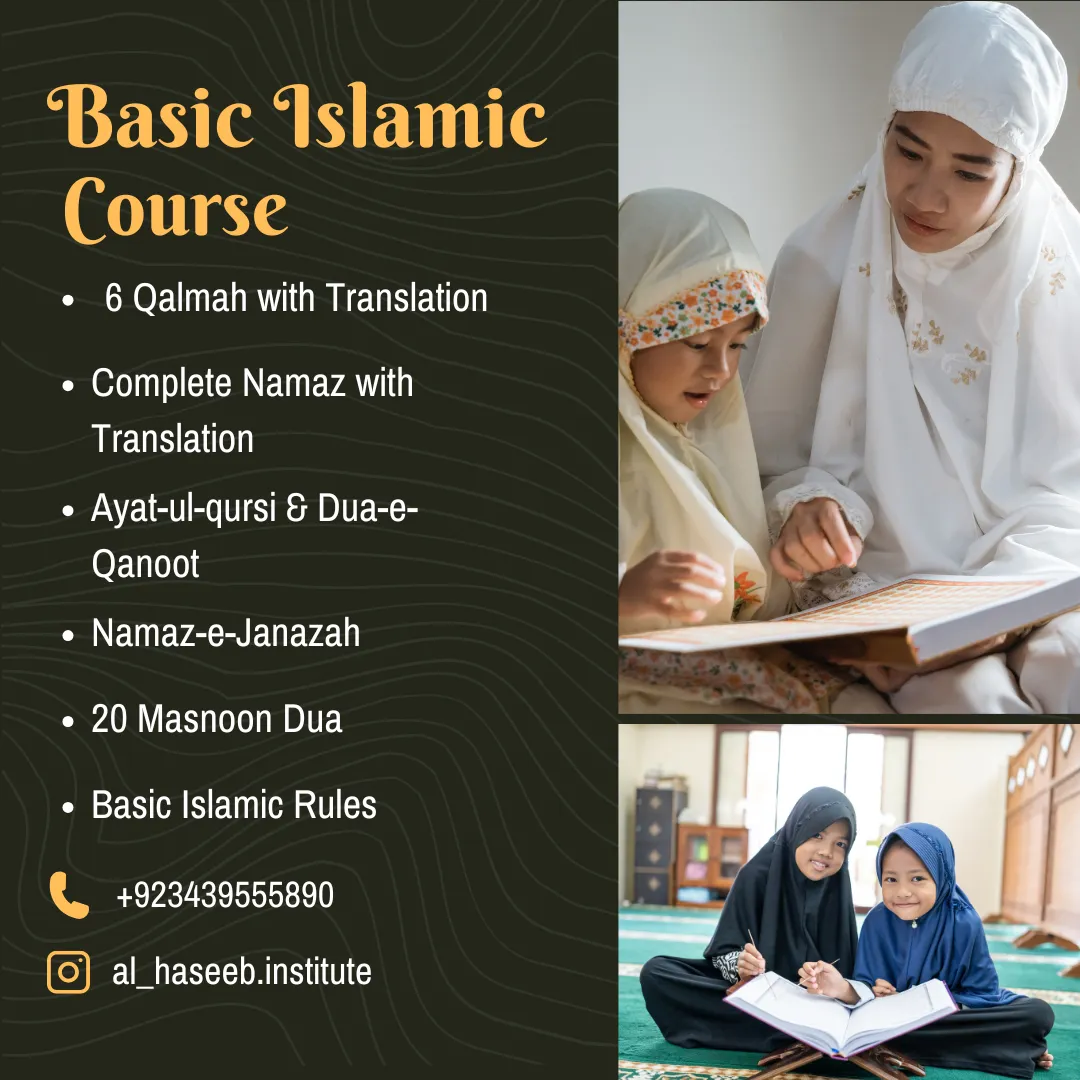 Basic Islamic
Course
6 Qalmah with Translation
Complete Namaz with
Translation
Ayat-ul-qursi & Dua-e-
Qanoot
Namaz-e-Janazah
20 Masnoon Dua
Basic Islamic Rules
+923439555890
al_haseeb.institute